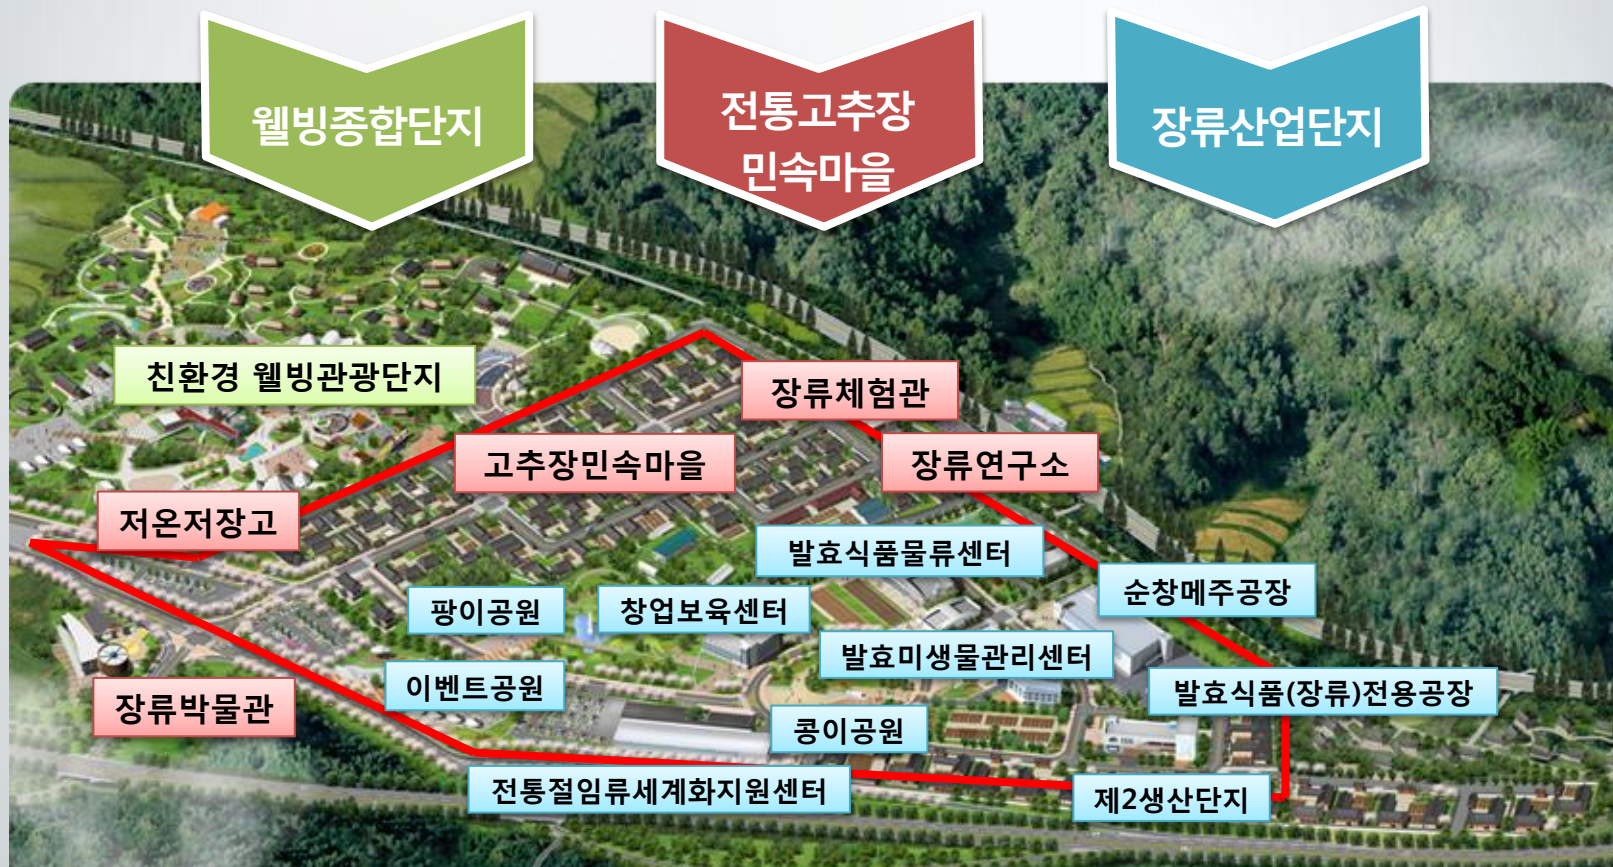 웰빙종합단지
전통고추장
민속마을
장류산업단지
친환경 웰빙관광단지
장류체험관
고추장민속마을
장류연구소
저온저장고
발효식품물류센터
순창메주공장
팡이공원
창업보육센터
발효미생물관리센터
이벤트공원
발효식품(장류)전용공장
장류박물관
콩이공원
전통절임류세계화지원센터
제2생산단지